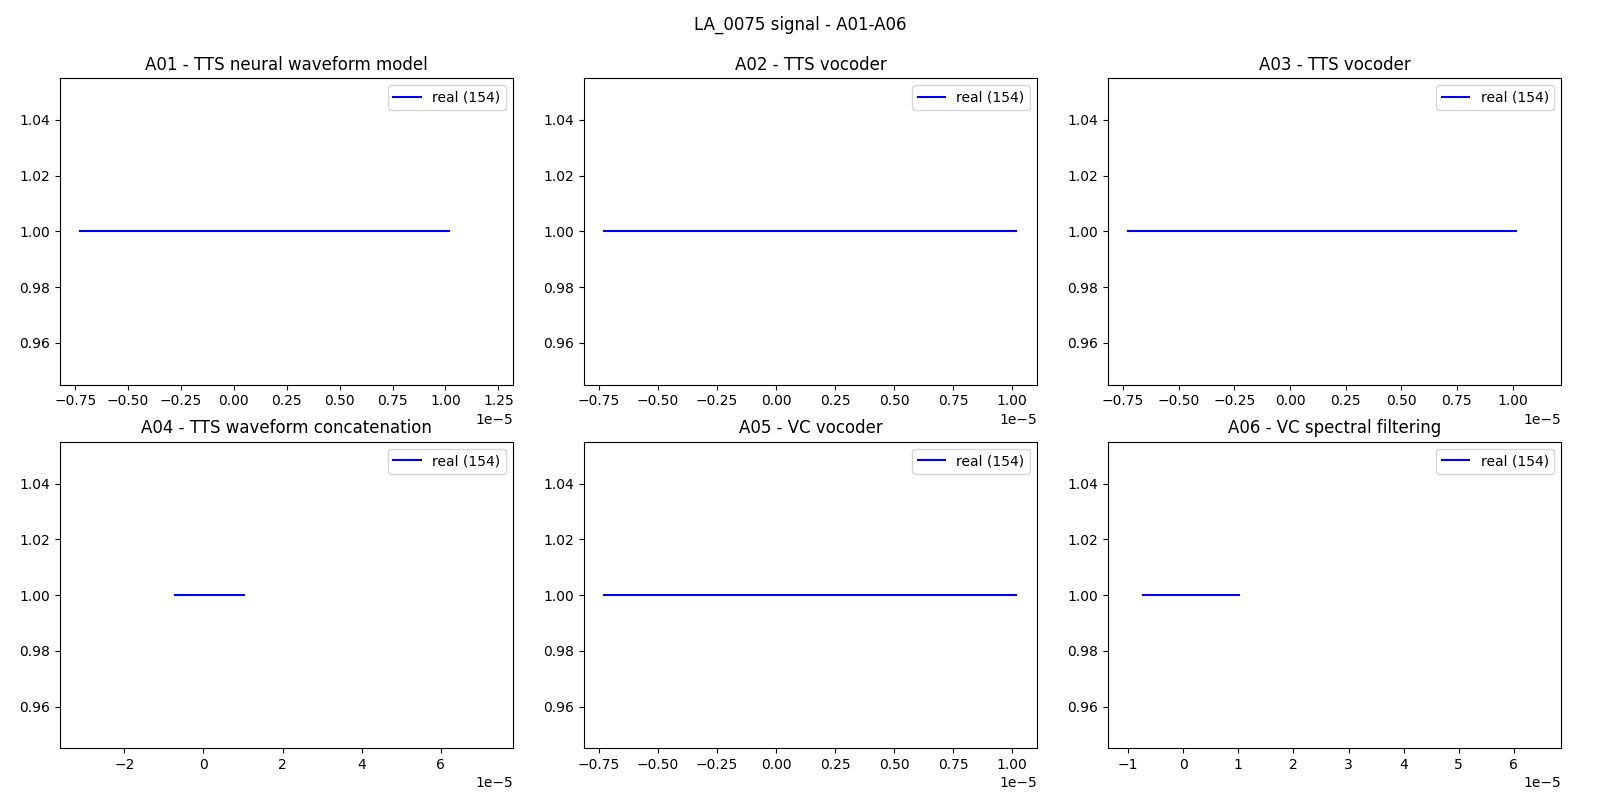 LA_0075 signal - A01-A06
A01 - TTS neural waveform model
real (154)
1.04
1.02
1.00
0.98
0.96
−0.75 −0.50 −0.25 0.00 0.25 0.50 0.75 1.00 1.25
1e−5
A02 - TTS vocoder
real (154)
1.04
1.02
1.00
0.98
0.96
−0.75 −0.50 −0.25 0.00 0.25 0.50 0.75 1.00
1e−5
A03 - TTS vocoder
real (154)
1.04
1.02
1.00
0.98
0.96
−0.75 −0.50 −0.25 0.00 0.25 0.50 0.75 1.00
1e−5
A04 - TTS waveform concatenation
real (154)
1.04
1.02
1.00
0.98
0.96
−2 0 2 4 6
1e−5
A05 - VC vocoder
real (154)
1.04
1.02
1.00
0.98
0.96
−0.75 −0.50 −0.25 0.00 0.25 0.50 0.75 1.00
1e−5
A06 - VC spectral filtering
real (154)
1.04
1.02
1.00
0.98
0.96
−1 0 1 2 3 4 5 6
1e−5